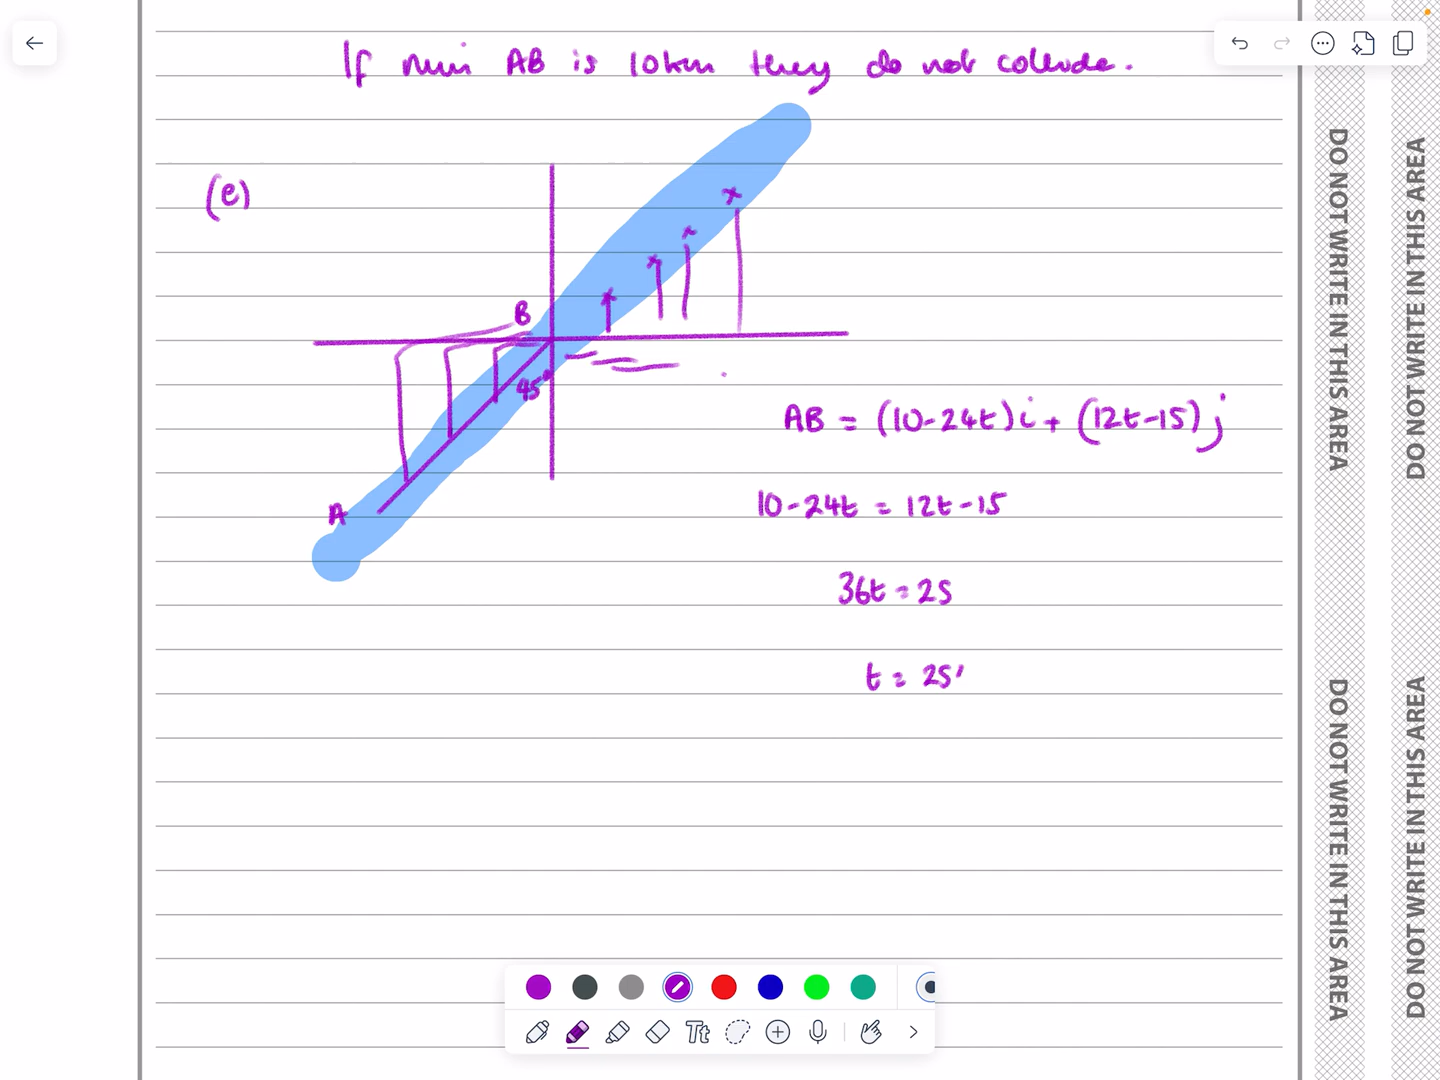 If min AB is 10km they do not collide.
(e)
B
45°
A
AB = (10-24t)i + (12t-15)j
10-24t = 12t-15
36t = 25
t = 25/
DO NOT WRITE IN THIS AREA
DO NOT WRITE IN THIS AREA
DO NOT WRITE IN THIS AREA
DO NOT WRITE IN THIS AREA
Tt